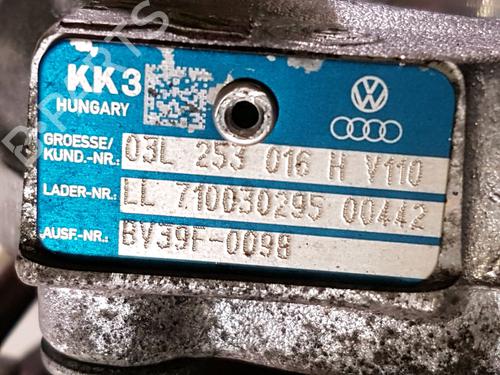 KK3
HUNGARY
GROESSE/
KUND.-NR.: 03L 253 016 H V110
LADER-NR.: LL 710030295 00442
AUSF.-NR.: BV39F-0098